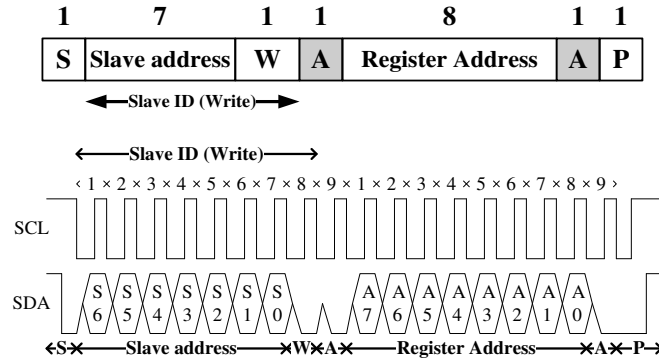 1 7 1 1 8 1 1
S Slave address W A Register Address A P
Slave ID (Write)
Slave ID (Write)
1 × 2 × 3 × 4 × 5 × 6 × 7 × 8 × 9 × 1 × 2 × 3 × 4 × 5 × 6 × 7 × 8 × 9
SCL
SDA
S S S S S S S A A A A A A A A
6 5 4 3 2 1 0 7 6 5 4 3 2 1 0
S Slave address W A Register Address A P